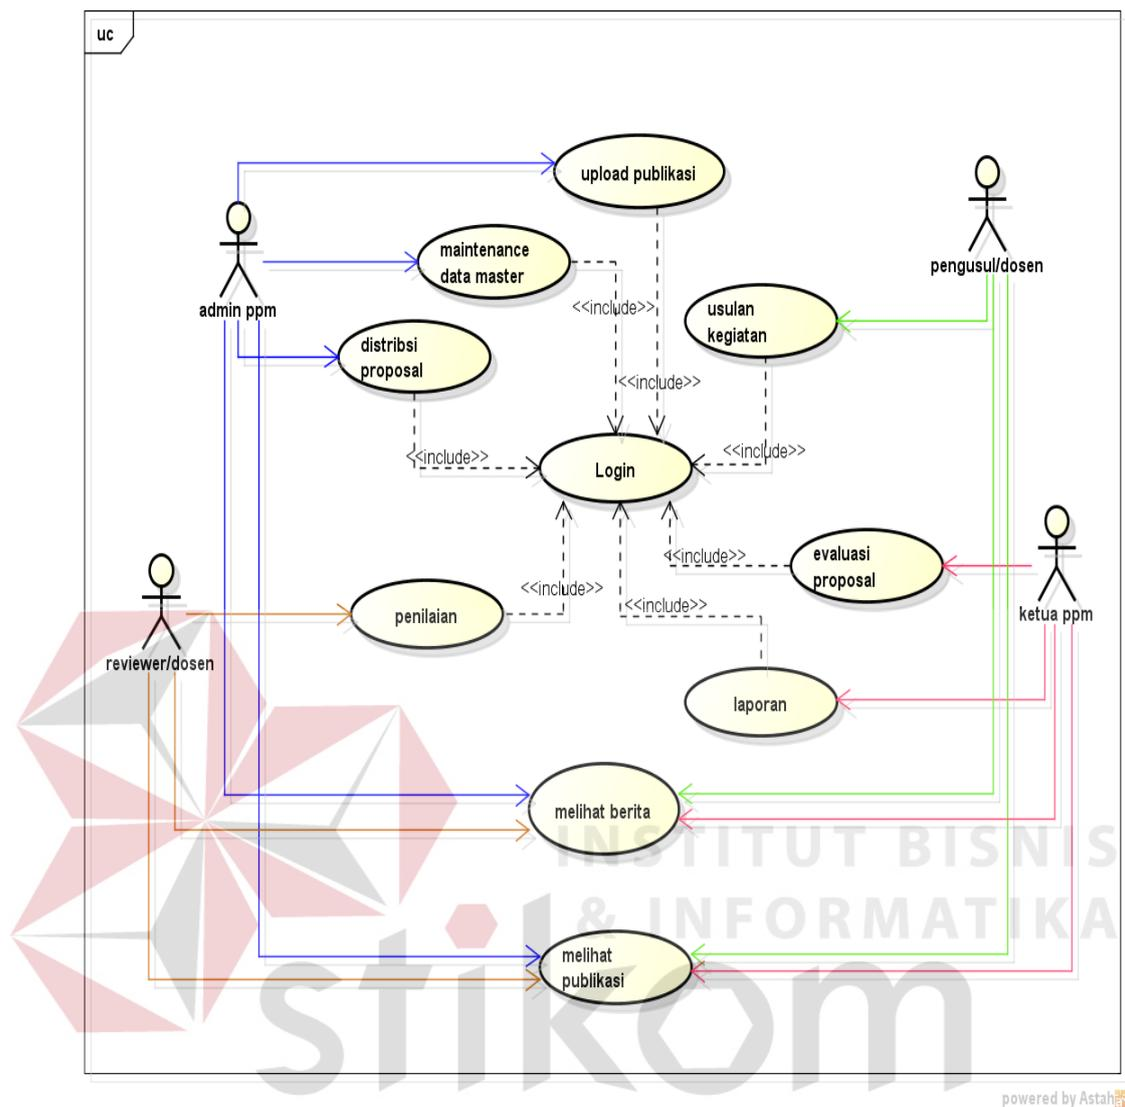 uc
upload publikasi
maintenance
data master
<<include>>
pengusul/dosen
admin ppm
usulan
kegiatan
distribsi
proposal
<<include>>
<<include>>
<<include>>
Login
evaluasi
proposal
<<include>>
<<include>>
<<include>>
penilaian
ketua ppm
reviewer/dosen
laporan
melihat berita
INSTITUT BISNIS
& INFORMATIKA
melihat
publikasi
stikom
powered by Astah